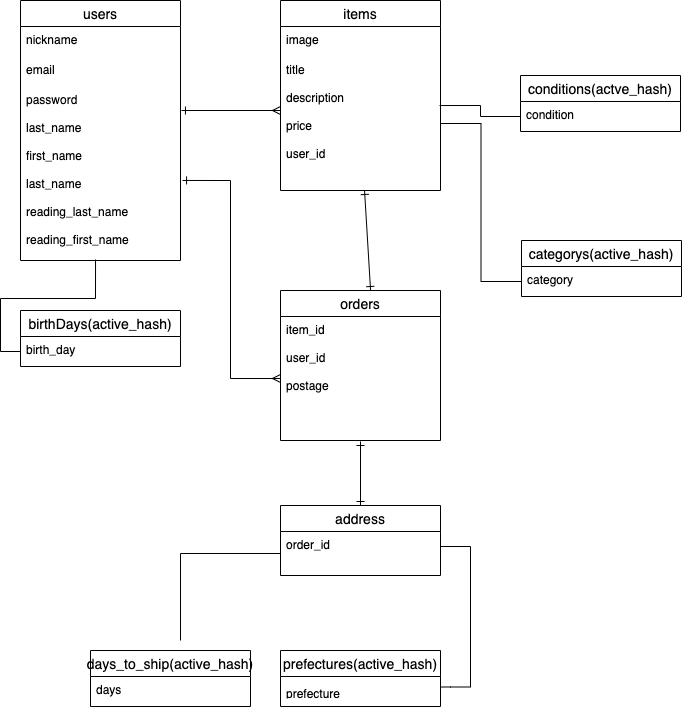 users
nickname
email
password
last_name
first_name
last_name
reading_last_name
reading_first_name
items
image
title
description
price
user_id
conditions(actve_hash)
condition
categorys(active_hash)
category
birthDays(active_hash)
birth_day
orders
item_id
user_id
postage
address
order_id
days_to_ship(active_hash)
days
prefectures(active_hash)
prefecture